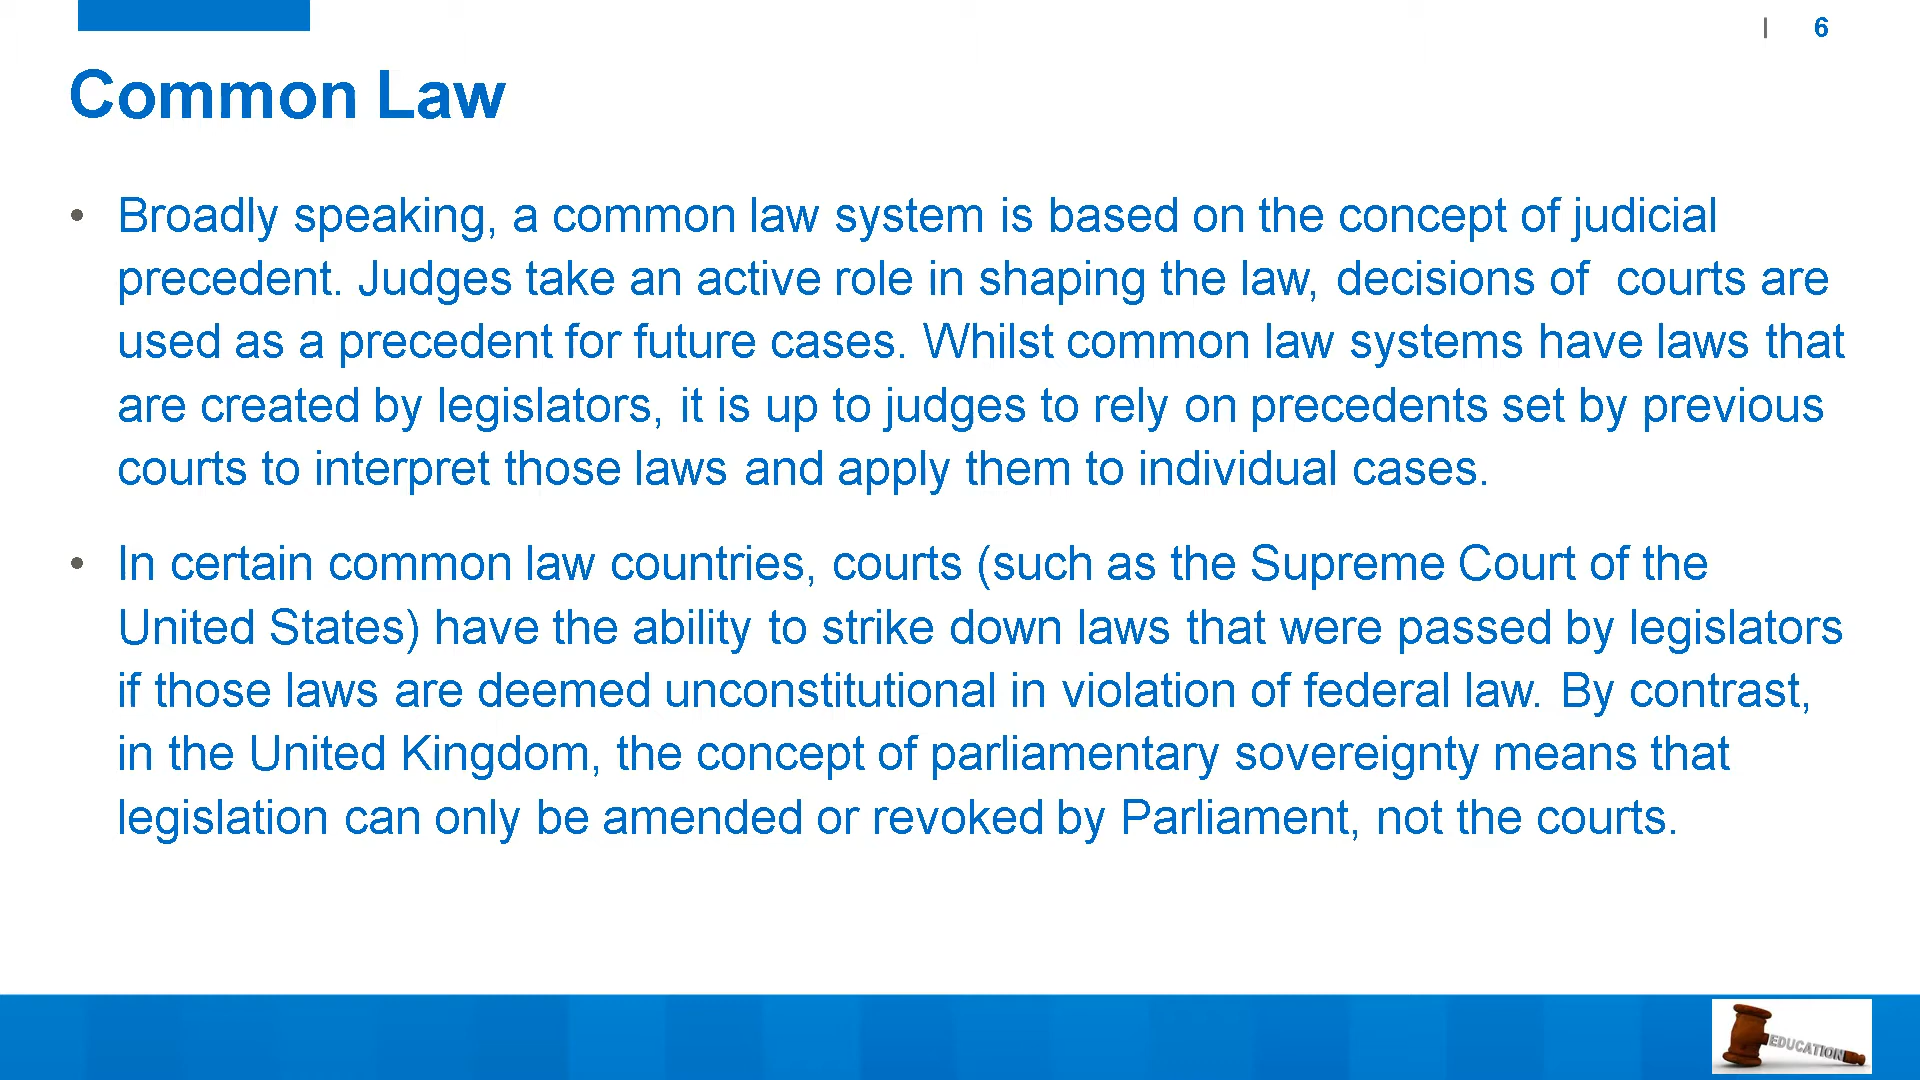 | 6
Common Law
• Broadly speaking, a common law system is based on the concept of judicial
precedent. Judges take an active role in shaping the law, decisions of  courts are
used as a precedent for future cases. Whilst common law systems have laws that
are created by legislators, it is up to judges to rely on precedents set by previous
courts to interpret those laws and apply them to individual cases.
• In certain common law countries, courts (such as the Supreme Court of the
United States) have the ability to strike down laws that were passed by legislators
if those laws are deemed unconstitutional in violation of federal law. By contrast,
in the United Kingdom, the concept of parliamentary sovereignty means that
legislation can only be amended or revoked by Parliament, not the courts.
EDUCATION